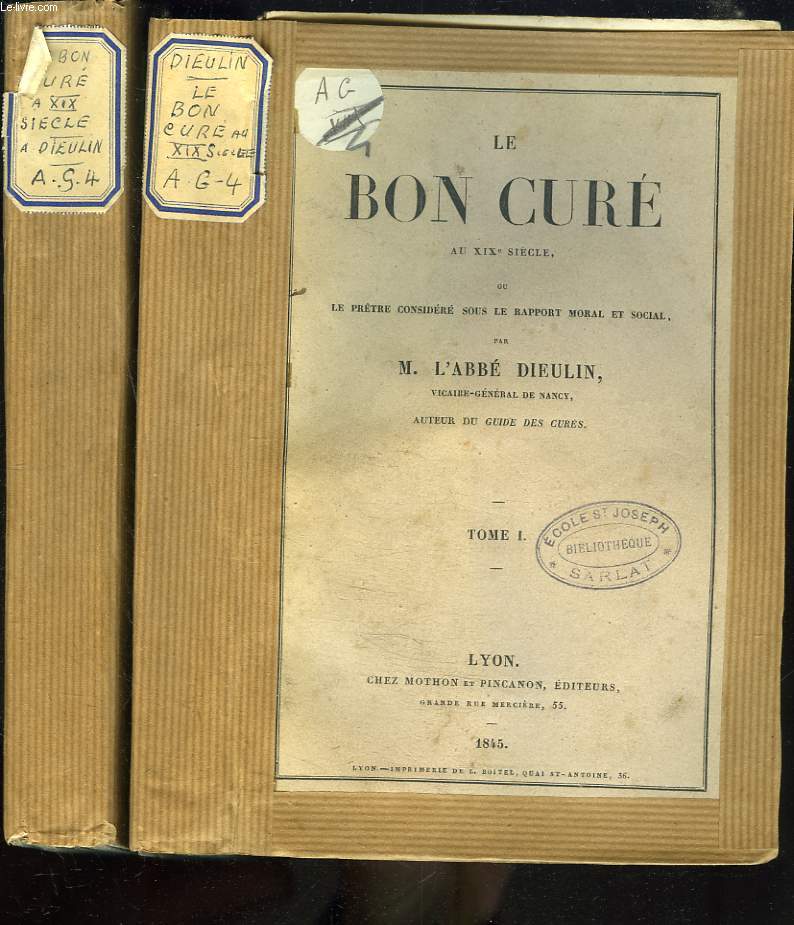 Le-livre.com
BON
CURÉ
A XIX
SIECLE
A DIEULIN
A.G.4
DIEULIN
LE
BON
CURÉ AU
XIX SIECLE
A.G-4
AG
LE
BON CURÉ
AU XIXe SIÈCLE,
OU
LE PRÊTRE CONSIDÉRÉ SOUS LE RAPPORT MORAL ET SOCIAL,
PAR
M. L'ABBÉ DIEULIN,
VICAIRE-GÉNÉRAL DE NANCY,
AUTEUR DU GUIDE DES CURÉS.
TOME I.
ÉCOLE ST JOSEPH
BIBLIOTHÈQUE
* SARLAT *
LYON.
CHEZ MOTHON ET PINCANON, ÉDITEURS,
GRANDE RUE MERCIÈRE, 55.
1845.
LYON.—IMPRIMERIE DE L. BOITEL, QUAI ST-ANTOINE, 36.